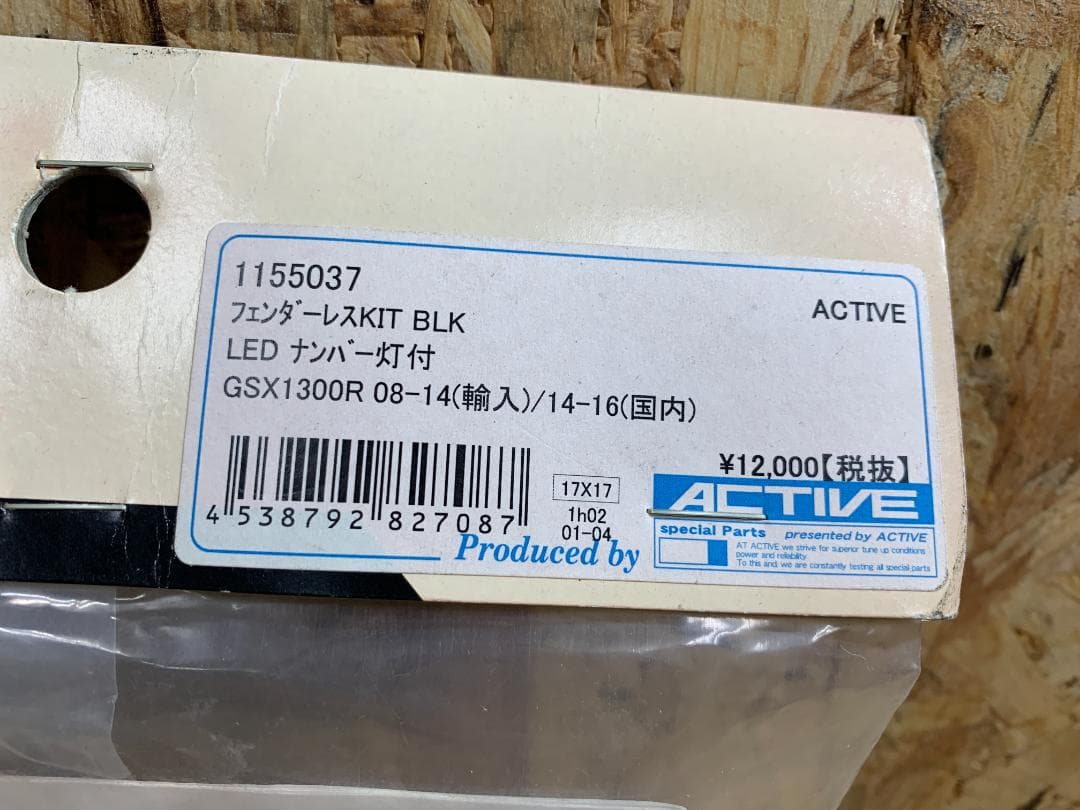 1155037
ACTIVE
フェンダーレスKIT BLK
LED ナンバー灯付
GSX1300R 08-14(輸入)/14-16(国内)
¥12,000【税抜】
4 538792 827087
17X17
1h02
01-04
Produced by
ACTIVE
special Parts presented by ACTIVE
AT ACTIVE we strive for superior tune up conditions
power and reliability
To this and we are constantly testing all special parts